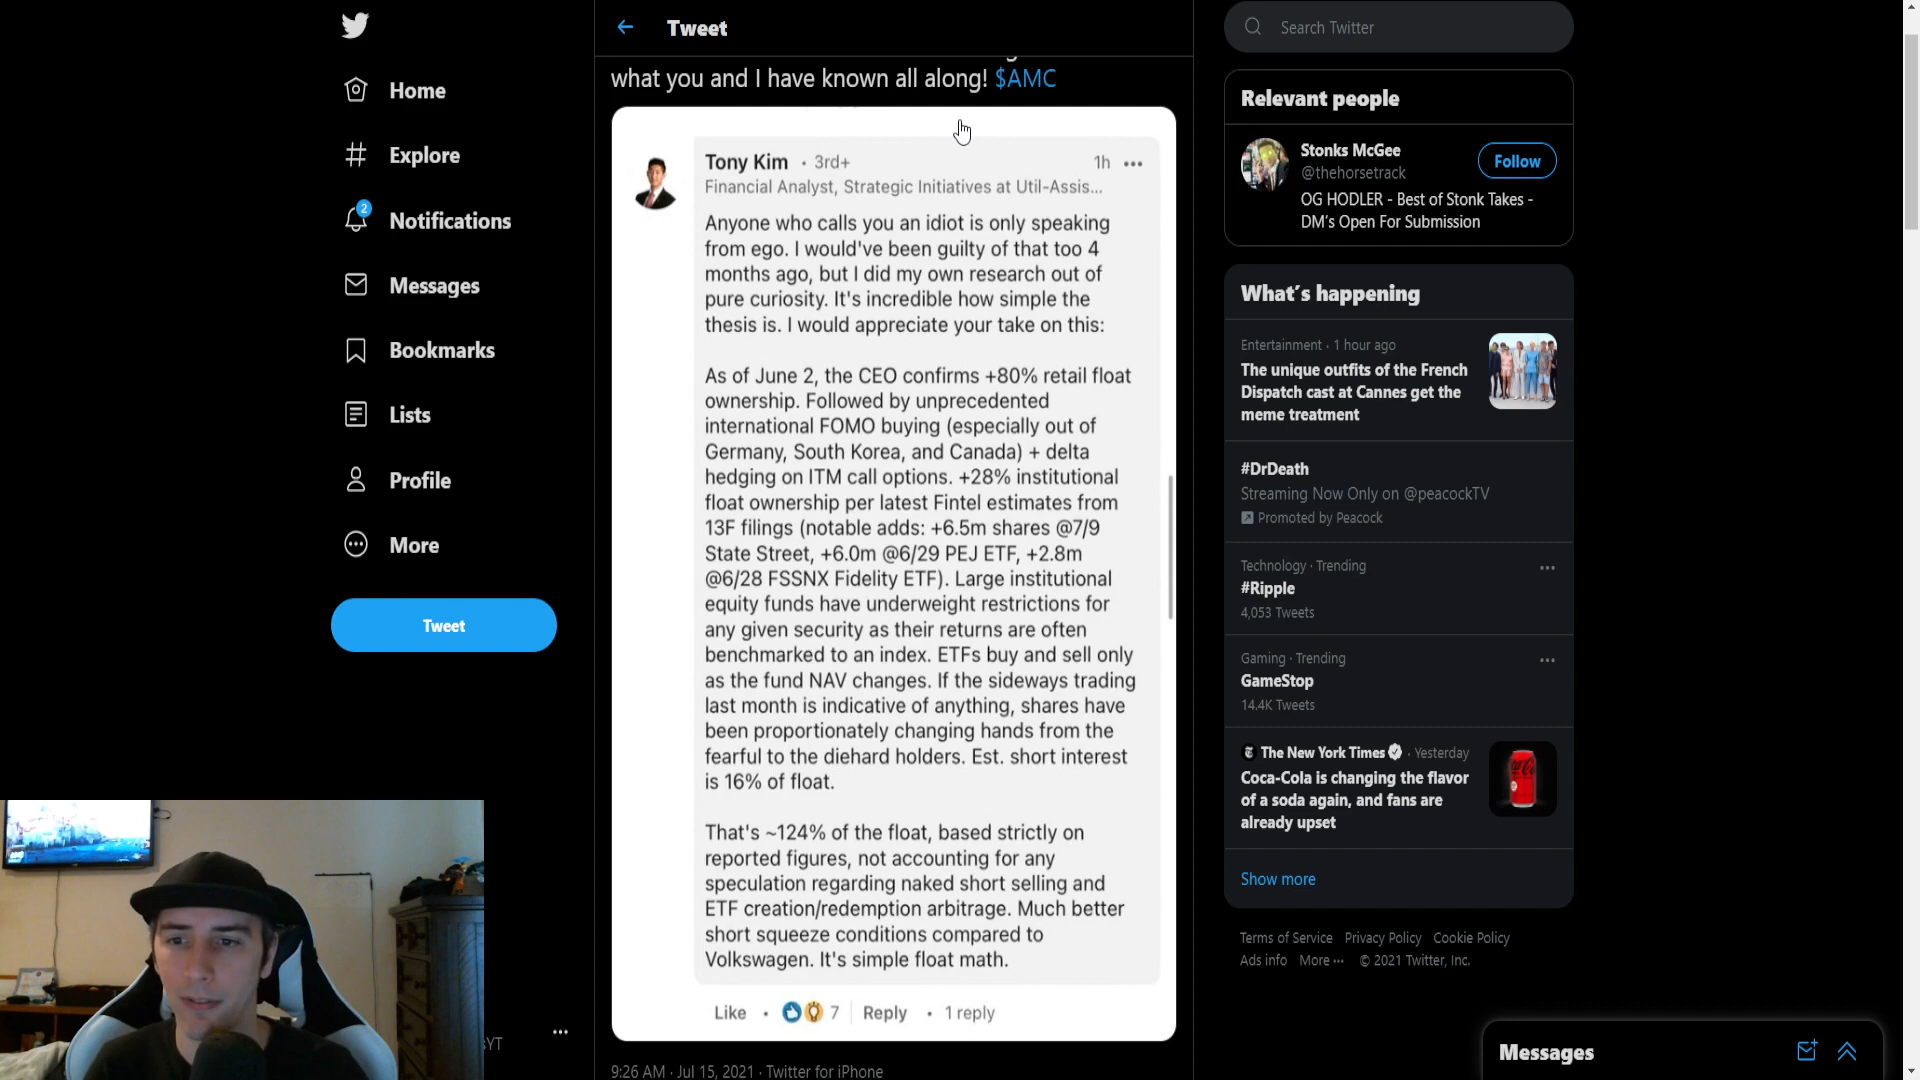 Home
Explore
2
Notifications
Messages
Bookmarks
Lists
Profile
More
Tweet
YT
Tweet
what you and I have known all along! $AMC
Tony Kim · 3rd+
1h
Financial Analyst, Strategic Initiatives at Util-Assis...
Anyone who calls you an idiot is only speaking
from ego. I would've been guilty of that too 4
months ago, but I did my own research out of
pure curiosity. It's incredible how simple the
thesis is. I would appreciate your take on this:
As of June 2, the CEO confirms +80% retail float
ownership. Followed by unprecedented
international FOMO buying (especially out of
Germany, South Korea, and Canada) + delta
hedging on ITM call options. +28% institutional
float ownership per latest Fintel estimates from
13F filings (notable adds: +6.5m shares @7/9
State Street, +6.0m @6/29 PEJ ETF, +2.8m
@6/28 FSSNX Fidelity ETF). Large institutional
equity funds have underweight restrictions for
any given security as their returns are often
benchmarked to an index. ETFs buy and sell only
as the fund NAV changes. If the sideways trading
last month is indicative of anything, shares have
been proportionately changing hands from the
fearful to the diehard holders. Est. short interest
is 16% of float.
That's ~124% of the float, based strictly on
reported figures, not accounting for any
speculation regarding naked short selling and
ETF creation/redemption arbitrage. Much better
short squeeze conditions compared to
Volkswagen. It's simple float math.
Like · 7 | Reply · 1 reply
9:26 AM · Jul 15, 2021 · Twitter for iPhone
Search Twitter
Relevant people
Stonks McGee
@thehorsetrack
Follow
OG HODLER - Best of Stonk Takes -
DM's Open For Submission
What's happening
Entertainment · 1 hour ago
The unique outfits of the French
Dispatch cast at Cannes get the
meme treatment
#DrDeath
Streaming Now Only on @peacockTV
Promoted by Peacock
Technology · Trending
#Ripple
4,053 Tweets
Gaming · Trending
GameStop
14.4K Tweets
The New York Times · Yesterday
Coca-Cola is changing the flavor
of a soda again, and fans are
already upset
Show more
Terms of Service Privacy Policy Cookie Policy
Ads info More ··· © 2021 Twitter, Inc.
Messages